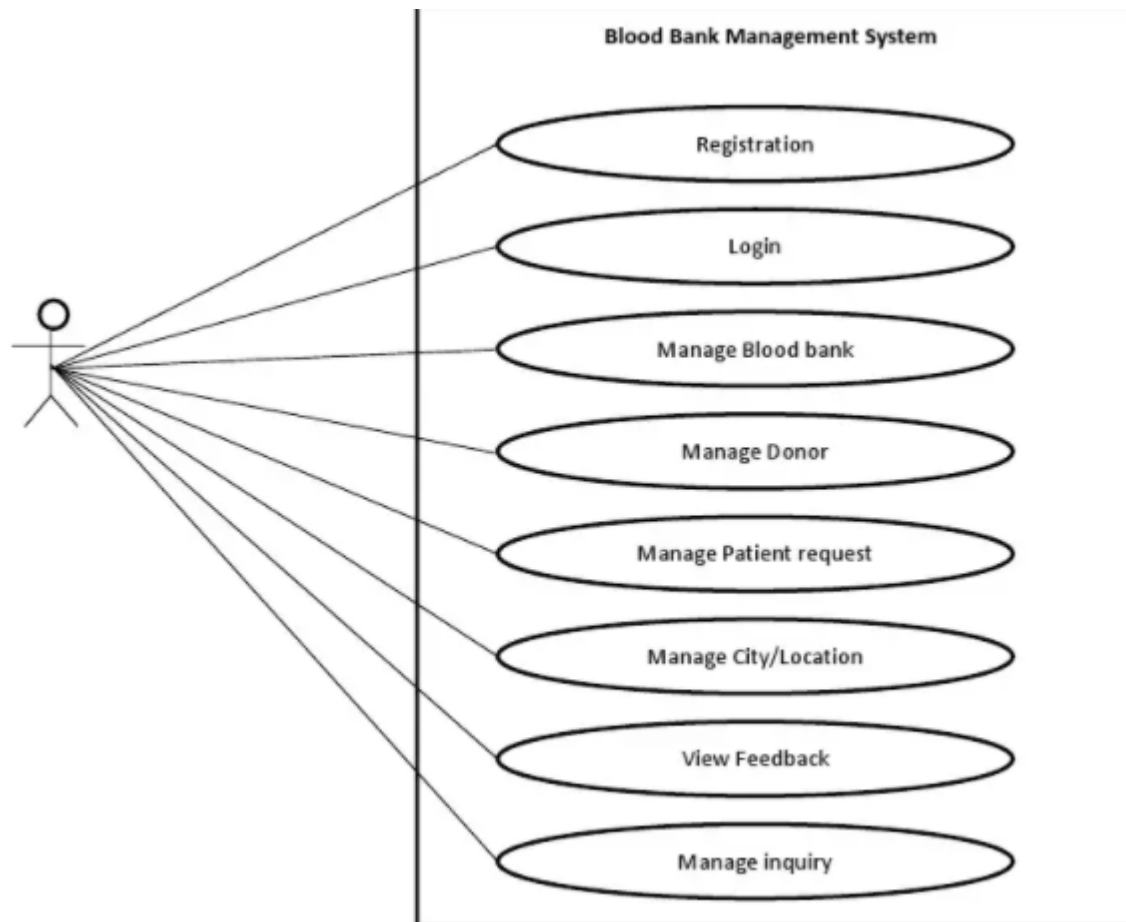 Blood Bank Management System
Registration
Login
Manage Blood bank
Manage Donor
Manage Patient request
Manage City/Location
View Feedback
Manage inquiry